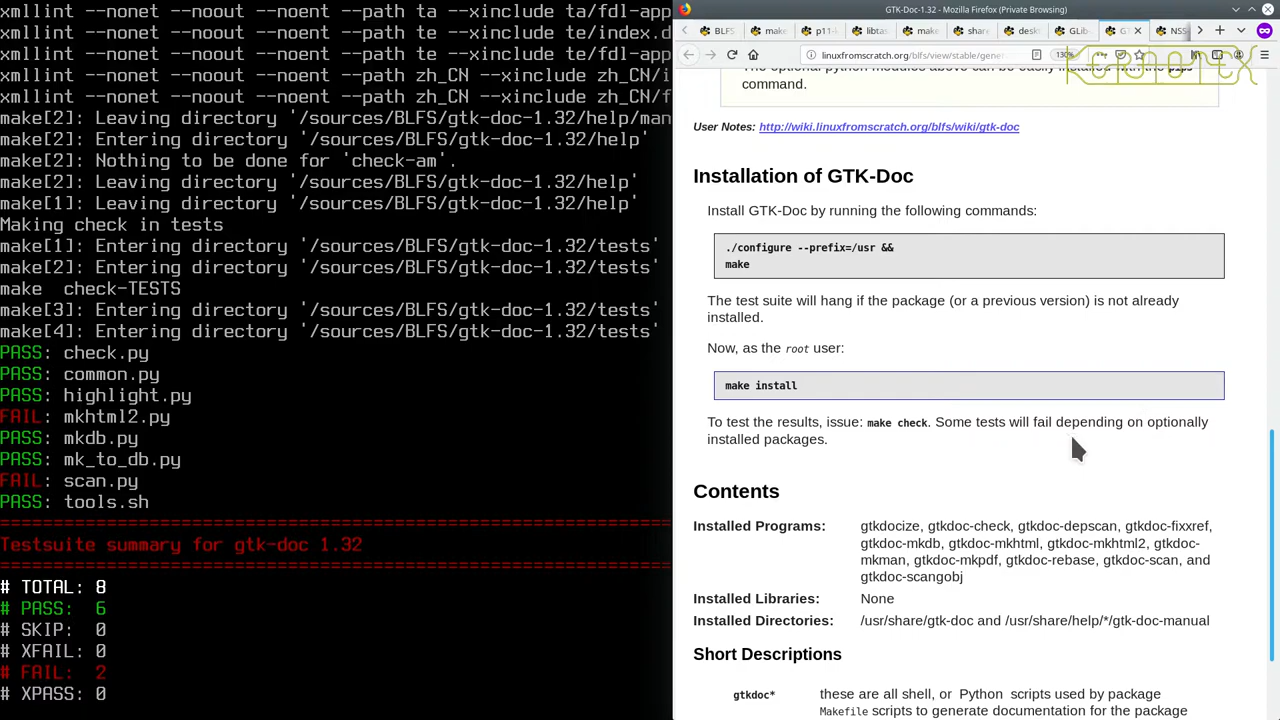 xmllint --nonet --noout --noent --path ta --xinclude ta/fdl-app
xmllint --nonet --noout --noent --path te --xinclude te/index.d
xmllint --nonet --noout --noent --path te --xinclude te/fdl-app
xmllint --nonet --noout --noent --path zh_CN --xinclude zh_CN/i
xmllint --nonet --noout --noent --path zh_CN --xinclude zh_CN/f
make[2]: Leaving directory '/sources/BLFS/gtk-doc-1.32/help/man
make[2]: Entering directory '/sources/BLFS/gtk-doc-1.32/help'
make[2]: Nothing to be done for 'check-am'.
make[2]: Leaving directory '/sources/BLFS/gtk-doc-1.32/help'
make[1]: Leaving directory '/sources/BLFS/gtk-doc-1.32/help'
Making check in tests
make[1]: Entering directory '/sources/BLFS/gtk-doc-1.32/tests'
make[2]: Entering directory '/sources/BLFS/gtk-doc-1.32/tests'
make  check-TESTS
make[3]: Entering directory '/sources/BLFS/gtk-doc-1.32/tests'
make[4]: Entering directory '/sources/BLFS/gtk-doc-1.32/tests'
PASS: check.py
PASS: common.py
PASS: highlight.py
FAIL: mkhtml2.py
PASS: mkdb.py
PASS: mk_to_db.py
FAIL: scan.py
PASS: tools.sh
Testsuite summary for gtk-doc 1.32
# TOTAL: 8
# PASS:  6
# SKIP:  0
# XFAIL: 0
# FAIL:  2
# XPASS: 0
GTK-Doc-1.32 - Mozilla Firefox (Private Browsing)
BLFS make p11- libtas make share desk GLib- GT NSS
linuxfromscratch.org/blfs/view/stable/gene 130%
KERNOTEX
command.
User Notes: http://wiki.linuxfromscratch.org/blfs/wiki/gtk-doc
Installation of GTK-Doc
Install GTK-Doc by running the following commands:
./configure --prefix=/usr &&
make
The test suite will hang if the package (or a previous version) is not already
installed.
Now, as the root user:
make install
To test the results, issue: make check. Some tests will fail depending on optionally
installed packages.
Contents
Installed Programs: gtkdocize, gtkdoc-check, gtkdoc-depscan, gtkdoc-fixxref,
gtkdoc-mkdb, gtkdoc-mkhtml, gtkdoc-mkhtml2, gtkdoc-
mkman, gtkdoc-mkpdf, gtkdoc-rebase, gtkdoc-scan, and
gtkdoc-scangobj
Installed Libraries: None
Installed Directories: /usr/share/gtk-doc and /usr/share/help/*/gtk-doc-manual
Short Descriptions
gtkdoc* these are all shell, or Python scripts used by package
Makefile scripts to generate documentation for the package